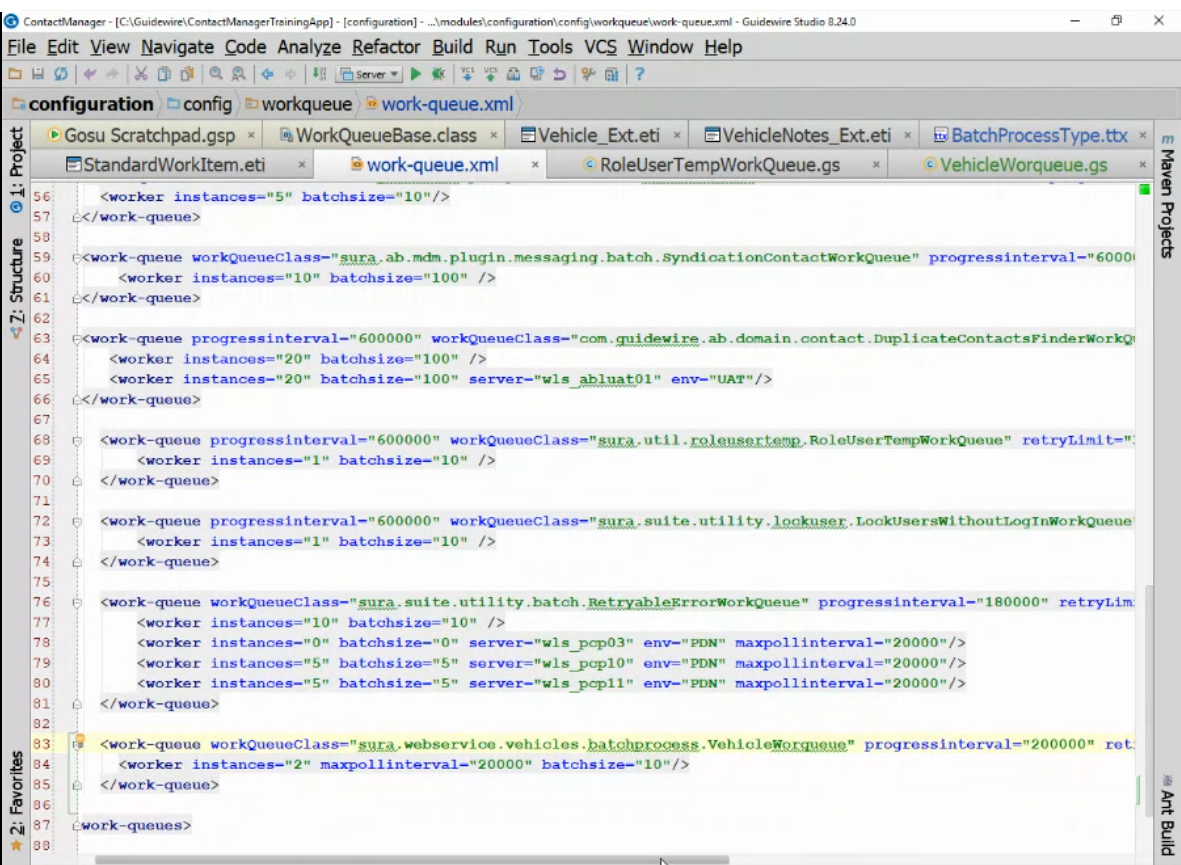 ContactManager - [C:\Guidewire\ContactManagerTrainingApp] - [configuration] - ...\modules\configuration\config\workqueue\work-queue.xml - Guidewire Studio 8.24.0
File Edit View Navigate Code Analyze Refactor Build Run Tools VCS Window Help
Server
configuration config workqueue work-queue.xml
Gosu Scratchpad.gsp WorkQueueBase.class Vehicle_Ext.eti VehicleNotes_Ext.eti BatchProcessType.ttx
StandardWorkItem.eti work-queue.xml RoleUserTempWorkQueue.gs VehicleWorqueue.gs
1: Project
7: Structure
2: Favorites
Maven Projects
Ant Build
56 <worker instances="5" batchsize="10"/>
57 </work-queue>
58
59 <work-queue workQueueClass="sura.ab.mdm.plugin.messaging.batch.SyndicationContactWorkQueue" progressinterval="6000
60 <worker instances="10" batchsize="100" />
61 </work-queue>
62
63 <work-queue progressinterval="600000" workQueueClass="com.guidewire.ab.domain.contact.DuplicateContactsFinderWorkQ
64 <worker instances="20" batchsize="100" />
65 <worker instances="20" batchsize="100" server="wls_abluat01" env="UAT"/>
66 </work-queue>
67
68 <work-queue progressinterval="600000" workQueueClass="sura.util.roleusertemp.RoleUserTempWorkQueue" retryLimit="
69 <worker instances="1" batchsize="10" />
70 </work-queue>
71
72 <work-queue progressinterval="600000" workQueueClass="sura.suite.utility.lockuser.LockUsersWithoutLogInWorkQueue"
73 <worker instances="1" batchsize="10" />
74 </work-queue>
75
76 <work-queue workQueueClass="sura.suite.utility.batch.RetryableErrorWorkQueue" progressinterval="180000" retryLim
77 <worker instances="10" batchsize="10" />
78 <worker instances="0" batchsize="0" server="wls_pcp03" env="PDN" maxpollinterval="20000"/>
79 <worker instances="5" batchsize="5" server="wls_pcp10" env="PDN" maxpollinterval="20000"/>
80 <worker instances="5" batchsize="5" server="wls_pcp11" env="PDN" maxpollinterval="20000"/>
81 </work-queue>
82
83 <work-queue workQueueClass="sura.webservice.vehicles.batchprocess.VehicleWorqueue" progressinterval="200000" ret
84 <worker instances="2" maxpollinterval="20000" batchsize="10"/>
85 </work-queue>
86
87 work-queues>
88